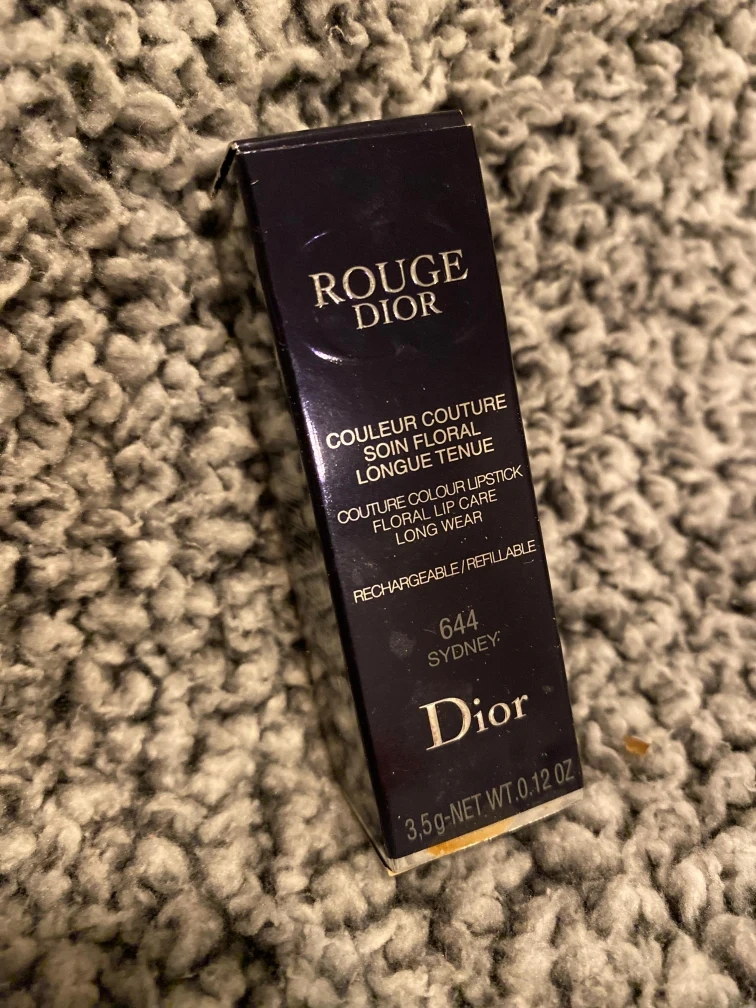 ROUGE
DIOR
COULEUR COUTURE
SOIN FLORAL
LONGUE TENUE
COUTURE COLOUR LIPSTICK
FLORAL LIP CARE
LONG WEAR
RECHARGEABLE/REFILLABLE
644
SYDNEY
Dior
3,5g-NET WT.0.12 OZ